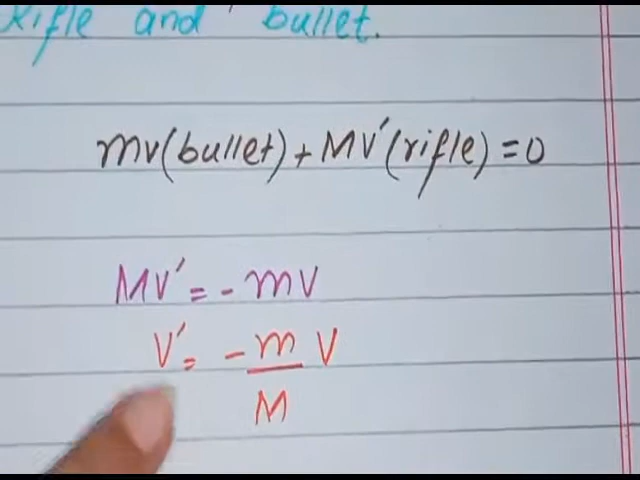 Rifle and bullet.
mv(bullet) + MV'(rifle) = 0
MV' = - mV
V' = - m/M V